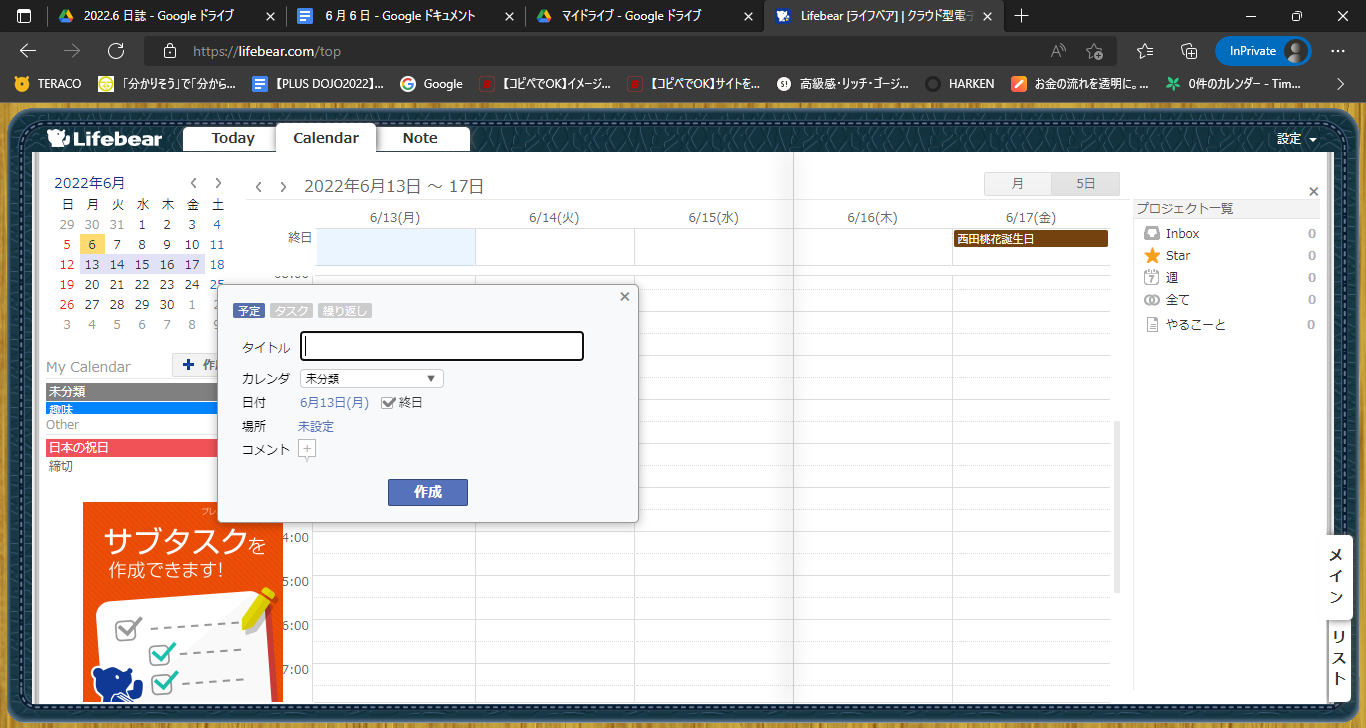 2022.6 日誌 - Google ドライブ
6 月 6 日 - Google ドキュメント
マイドライブ - Google ドライブ
Lifebear [ライフベア] | クラウド型電子
https://lifebear.com/top
InPrivate
TERACO
「分かりそう」で「分から...
【PLUS DOJO2022】...
Google
【コピペでOK】イメージ...
【コピペでOK】サイトを...
高級感・リッチ・ゴージ...
HARKEN
お金の流れを透明に。...
0件のカレンダー - Tim...
Lifebear
Today
Calendar
Note
設定
2022年6月
日 月 火 水 木 金 土
29 30 31 1 2 3 4
5 6 7 8 9 10 11
12 13 14 15 16 17 18
19 20 21 22 23 24 25
26 27 28 29 30 1
3 4 5 6 7 8
My Calendar
未分類
趣味
Other
日本の祝日
締切
サブタスクを
作成できます!
2022年6月13日 ～ 17日
月
5日
6/13(月)
6/14(火)
6/15(水)
6/16(木)
6/17(金)
終日
西田桃花誕生日
予定
タスク
繰り返し
タイトル
カレンダ
未分類
日付
6月13日(月)
終日
場所
未設定
コメント
+
作成
4:00
5:00
6:00
7:00
プロジェクト一覧
Inbox 0
Star 0
7 週 0
全て 0
やるこーと 0
メイン
リスト